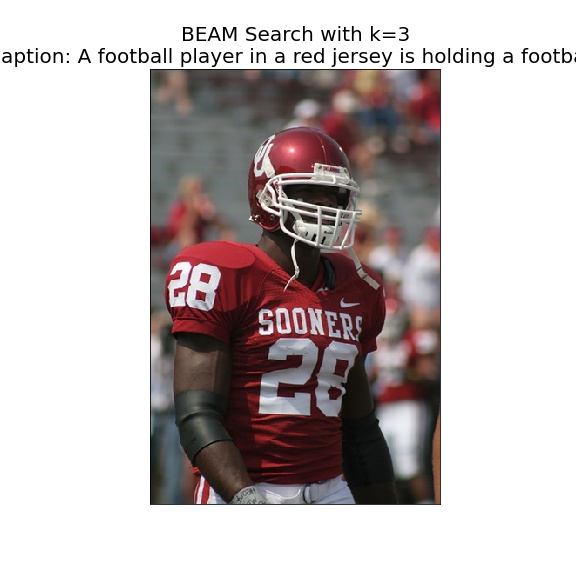 BEAM Search with k=3
aption: A football player in a red jersey is holding a footba
28
SOONERS
28